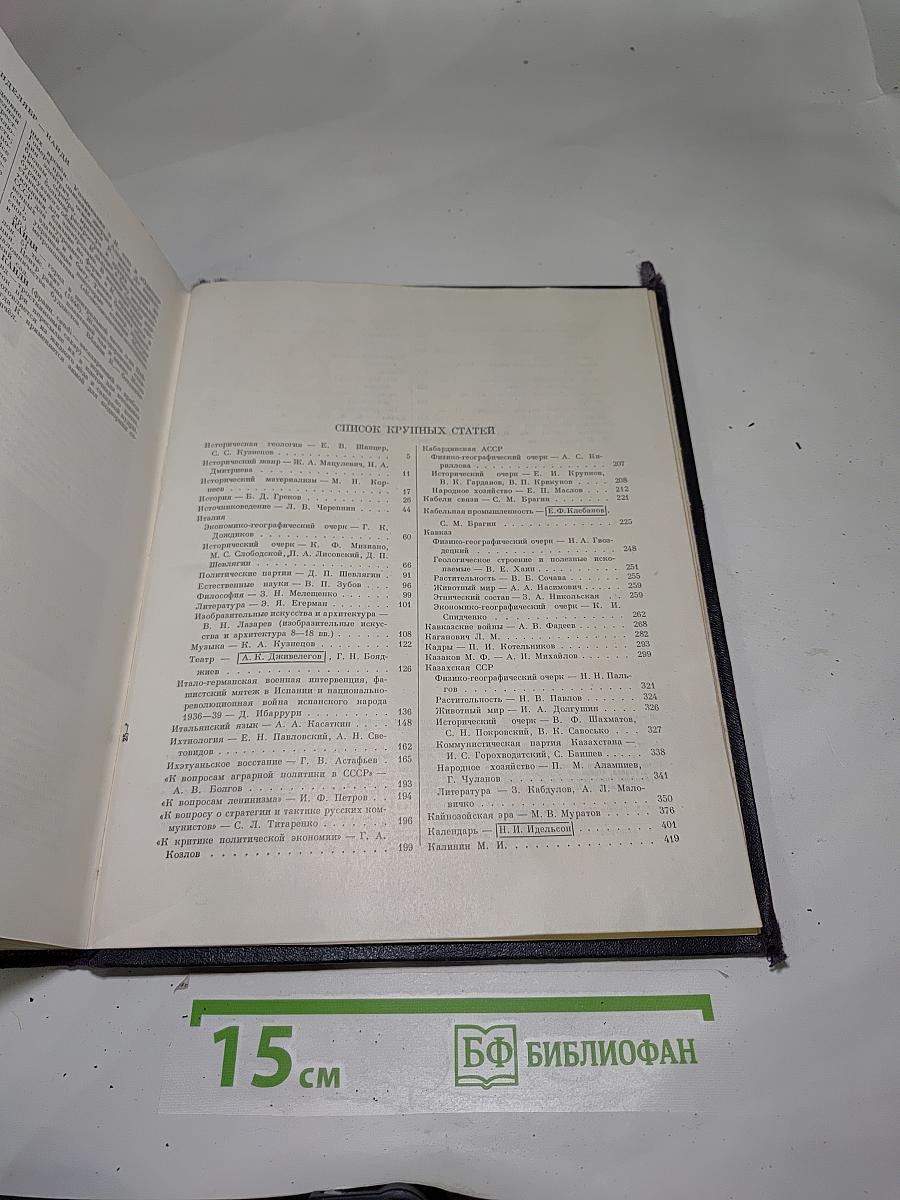 СПИСОК КРУПНЫХ СТАТЕЙ
Историческая геология — Е. В. Шанцер,
С. С. Кузнецов . . . 5
Исторический жанр — Ж. А. Мацулевич, Н. А.
Дмитриева . . . 11
Исторический материализм — М. Н. Кор-
неев . . . 17
История — Б. Д. Греков . . . 26
Источниковедение — Л. В. Черепнин . . . 44
Италия
Экономико-географический очерк — Г. К.
Дождиков . . . 60
Исторический очерк — К. Ф. Мизиано,
М. С. Слободской, Л. А. Лисовский, Д. П.
Шевлягин . . . 66
Политические партии — Д. П. Шевлягин . . 91
Естественные науки — В. П. Зубов . . . 96
Философия — З. Н. Мелещенко . . . 99
Литература — Э. Я. Егерман . . . 101
Изобразительные искусства и архитектура —
В. Н. Лазарев (изобразительные искус-
ства и архитектура 8—18 вв.) . . . 108
Музыка — К. А. Кузнецов . . . 122
Театр — А. К. Дживелегов, Г. Н. Бояд-
жиев . . . 126
Итало-германская военная интервенция, фа-
шистский мятеж в Испании и национально-
революционная война испанского народа
1936—39 — Д. Ибаррури . . . 136
Итальянский язык — А. А. Касаткин . . . 148
Ихтиология — Е. Н. Павловский, А. Н. Све-
товидов . . . 162
Ихэтуаньское восстание — Г. В. Астафьев . 165
«К вопросам аграрной политики в СССР» —
А. В. Болгов . . . 193
«К вопросам ленинизма» — И. Ф. Петров . . 194
«К вопросу о стратегии и тактике русских ком-
мунистов» — С. Л. Титаренко . . . 196
«К критике политической экономии» — Г. А.
Козлов . . . 199
Кабардинская АССР
Физико-географический очерк — А. С. Ки-
риллова . . . 207
Исторический очерк — Е. И. Крупнов,
В. К. Гарданов, В. П. Крикунов . . . 208
Народное хозяйство — Е. П. Маслов . . . 212
Кабели связи — С. М. Брагин . . . 221
Кабельная промышленность — Е. Ф. Клебанов,
С. М. Брагин . . . 225
Кавказ
Физико-географический очерк — Н. А. Гвоз-
децкий . . . 248
Геологическое строение и полезные иско-
паемые — В. Е. Хаин . . . 251
Растительность — В. Б. Сочава . . . 255
Животный мир — А. А. Насимович . . . 259
Этнический состав — З. А. Никольская . . 259
Экономико-географический очерк — К. И.
Спидченко . . . 262
Кавказские войны — А. В. Фадеев . . . 268
Каганович Л. М. . . . 282
Кадры — П. И. Котельников . . . 293
Казаков М. Ф. — А. И. Михайлов . . . 299
Казахская ССР
Физико-географический очерк — Н. Н. Паль-
гов . . . 321
Растительность — Н. В. Павлов . . . 324
Животный мир — И. А. Долгушин . . . 326
Исторический очерк — В. Ф. Шахматов,
С. Н. Покровский, В. К. Савосько . . . 327
Коммунистическая партия Казахстана —
И. С. Горохводатский, С. Баишев . . . 338
Народное хозяйство — П. М. Алампиев,
Г. Чуланов . . . 341
Литература — З. Кабдулов, А. Л. Мало-
вичко . . . 350
Кайнозойская эра — М. В. Муратов . . . 376
Календарь — Н. И. Идельсон . . . 401
Калинин М. И. . . . 419
15 см
БФ БИБЛИОФАН